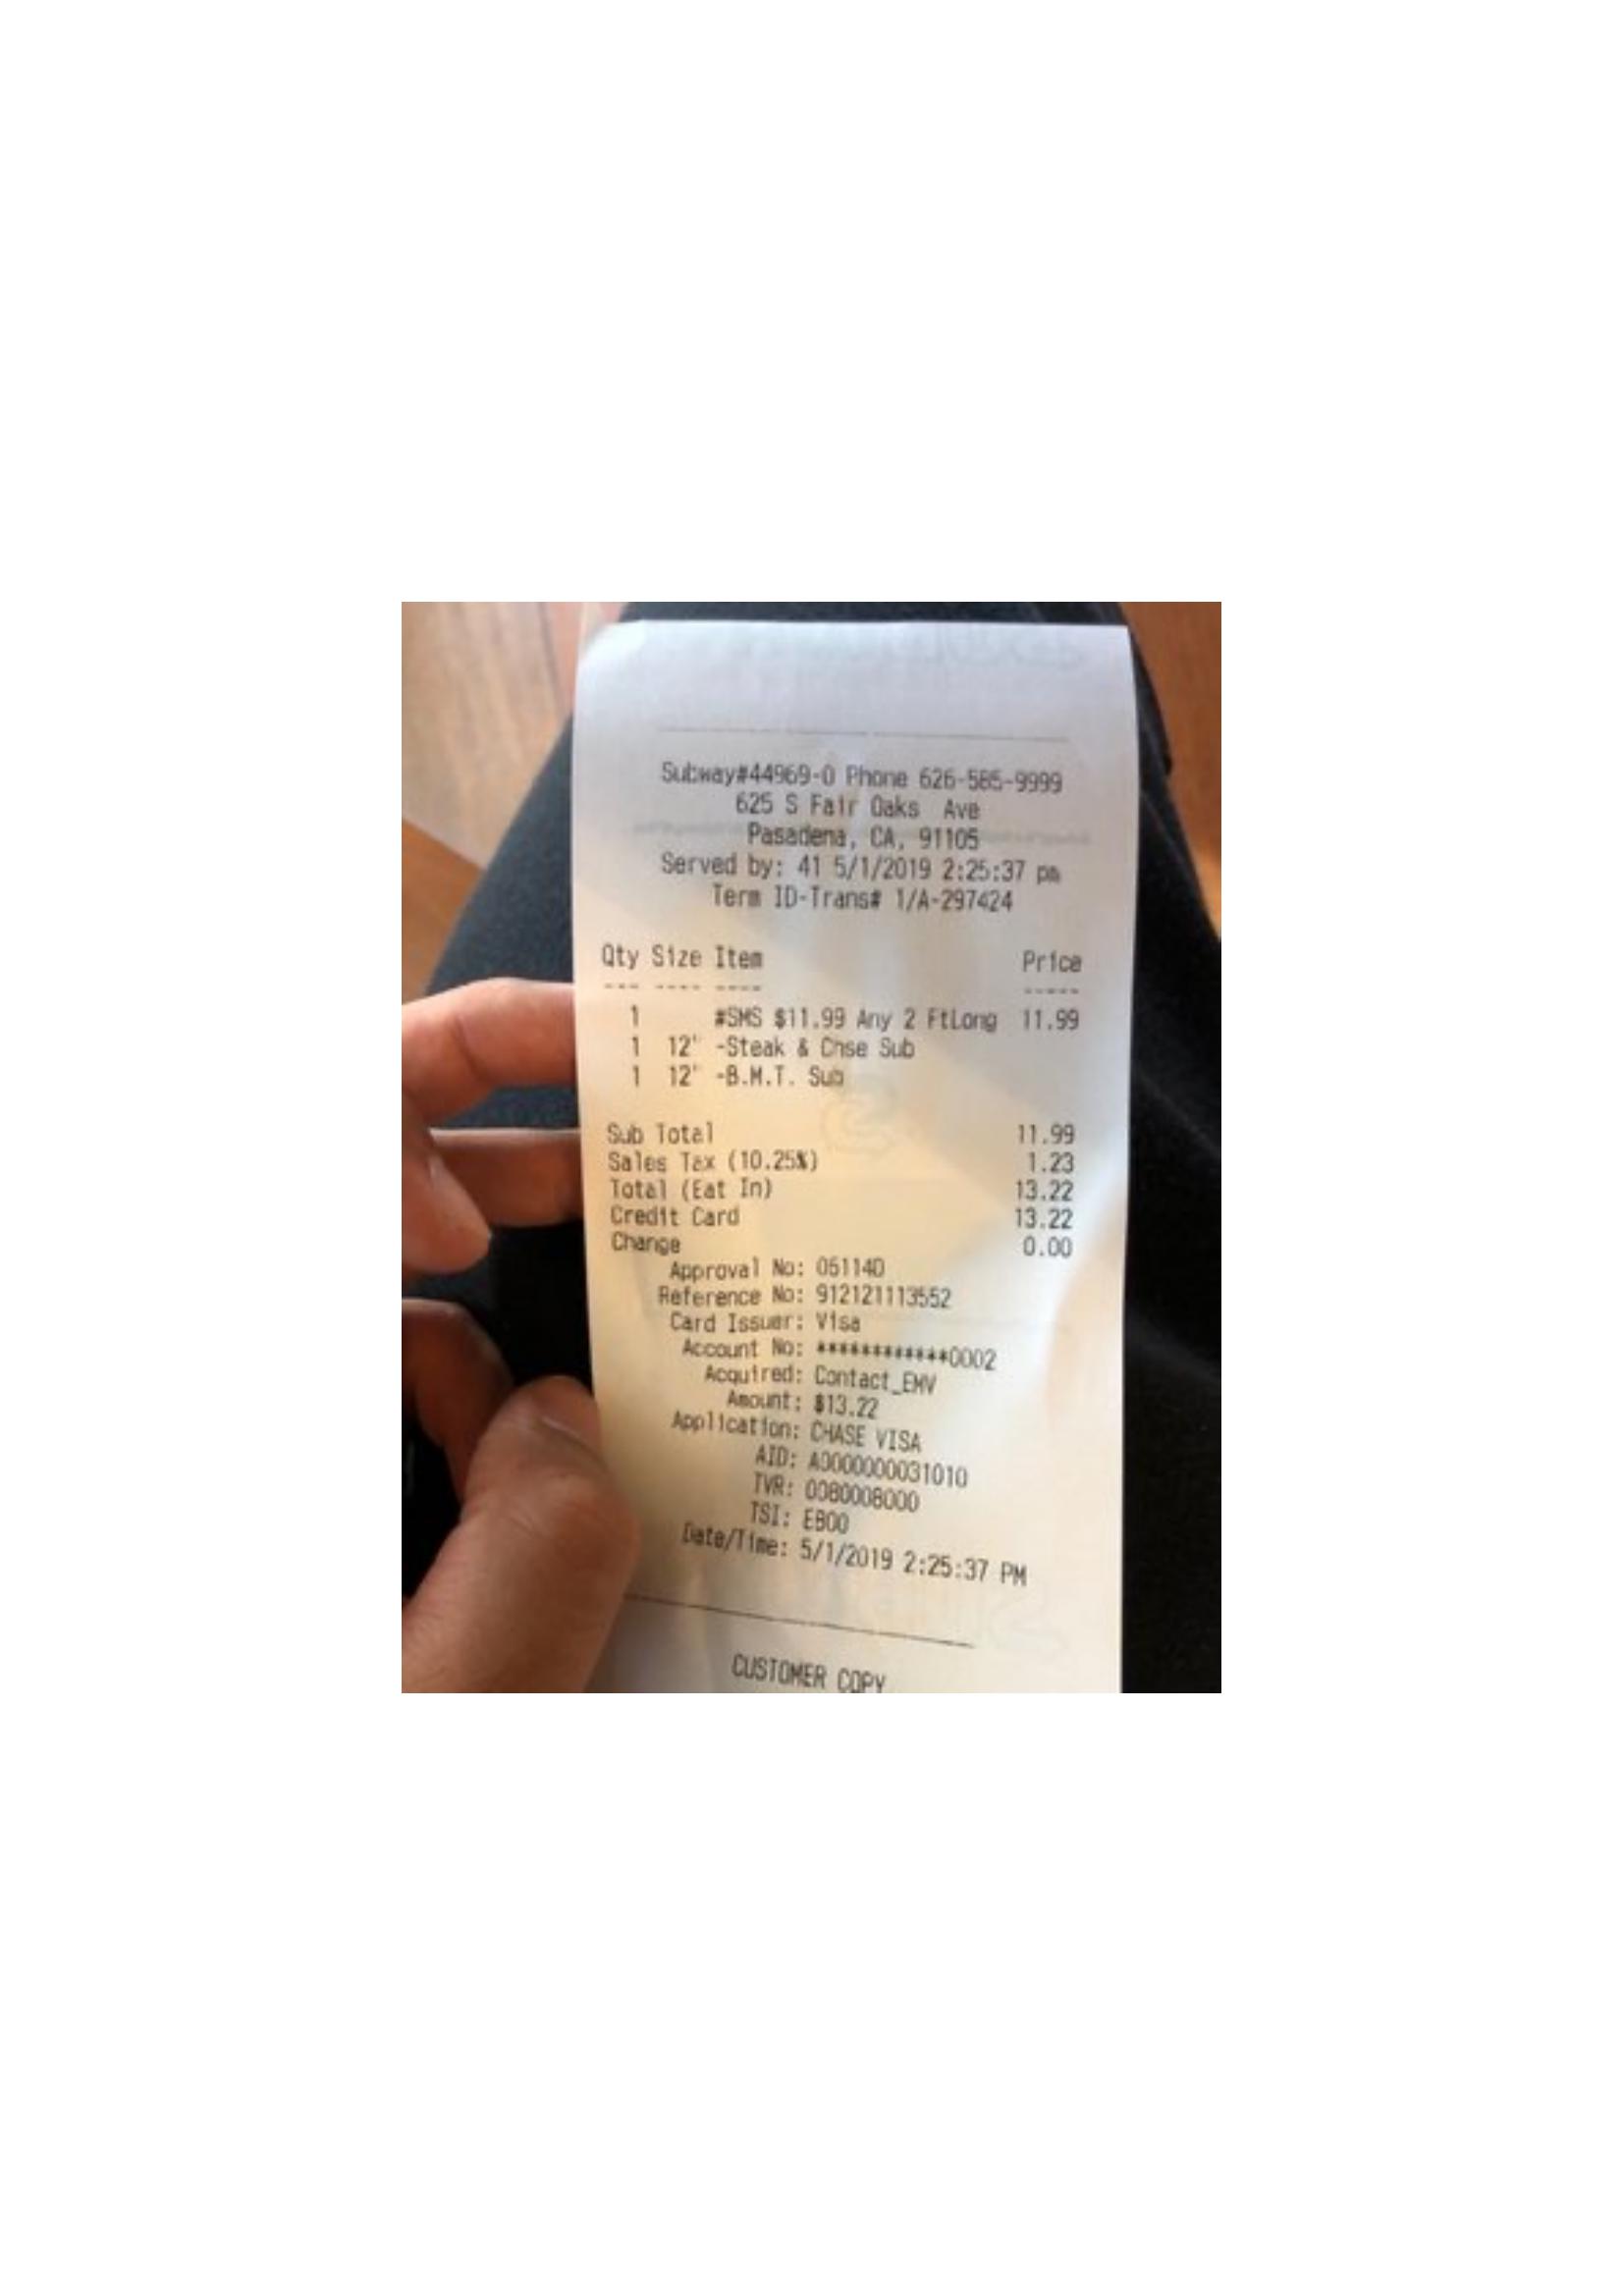 Subway#44969-0 Phone 626-585-9999
625 S Fair Oaks Ave
Pasadena, CA, 91105
Served by: 41 5/1/2019 2:25:37 pm
Term ID-Trans# 1/A-297424
Qty Size Item Price
--- ---- ---- -----
1 #SMS $11.99 Any 2 FtLong 11.99
1 12" -Steak & Chse Sub
1 12" -B.M.T. Sub
Sub Total 11.99
Sales Tax (10.25%) 1.23
Total (Eat In) 13.22
Credit Card 13.22
Change 0.00
Approval No: 06114D
Reference No: 912121113552
Card Issuer: Visa
Account No: ************0002
Acquired: Contact_EMV
Amount: $13.22
Application: CHASE VISA
AID: A0000000031010
TVR: 0080008000
TSI: E800
Date/Time: 5/1/2019 2:25:37 PM
CUSTOMER COPY